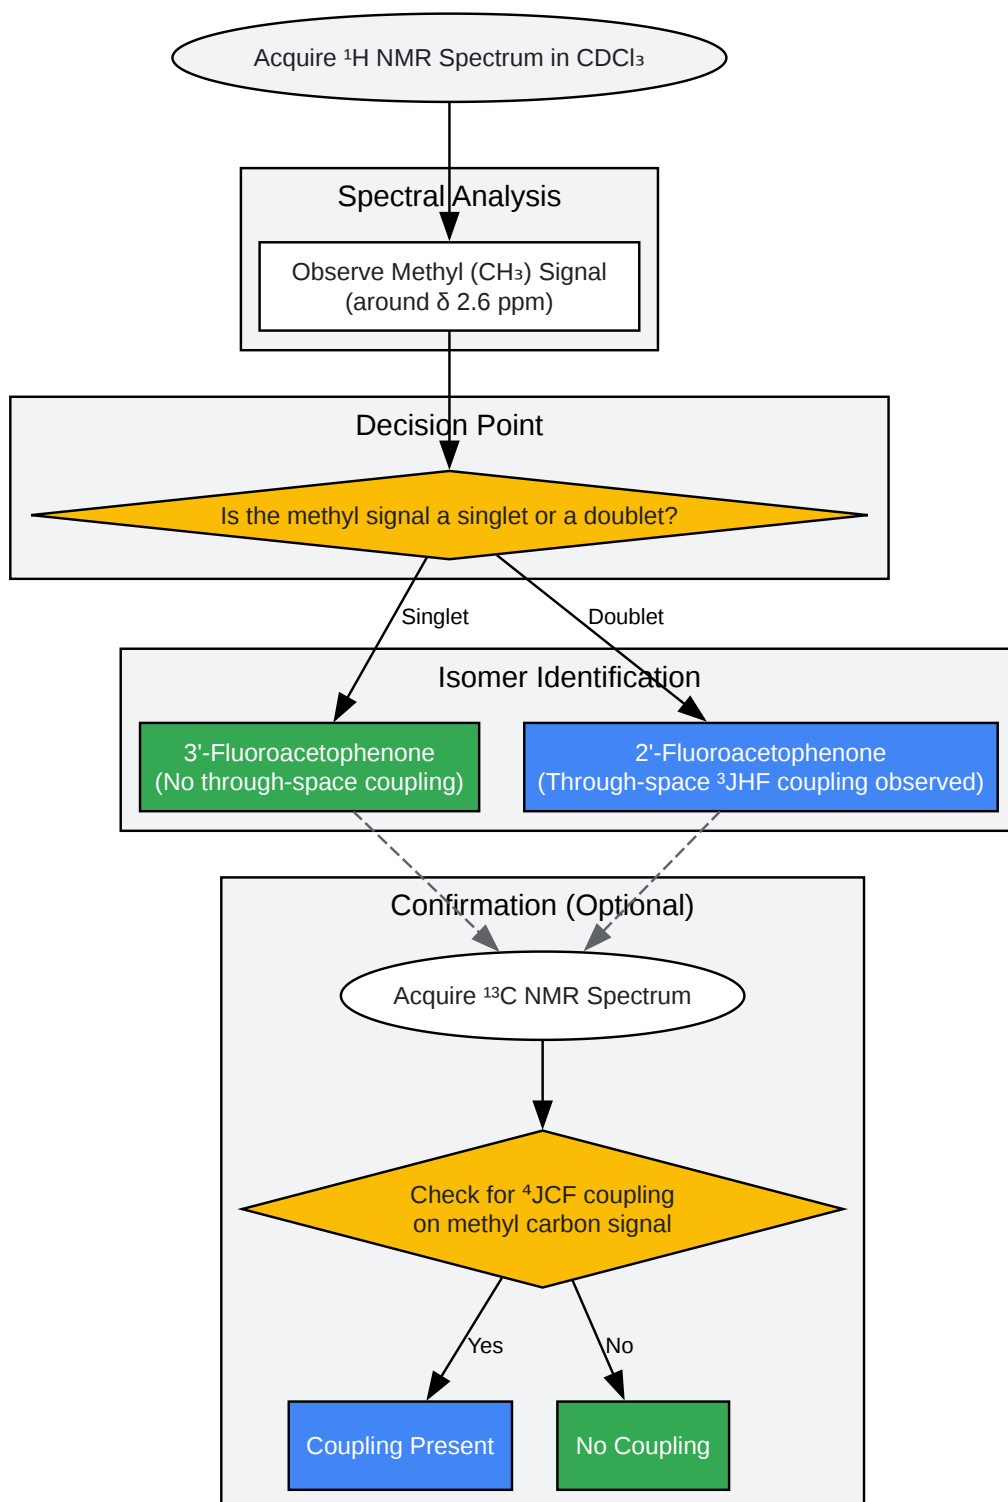 Acquire ¹H NMR Spectrum in CDCl₃
Spectral Analysis
Observe Methyl (CH₃) Signal
(around δ 2.6 ppm)
Decision Point
Is the methyl signal a singlet or a doublet?
Singlet
Doublet
Isomer Identification
3'-Fluoroacetophenone
(No through-space coupling)
2'-Fluoroacetophenone
(Through-space ³JHF coupling observed)
Confirmation (Optional)
Acquire ¹³C NMR Spectrum
Check for ⁴JCF coupling
on methyl carbon signal
Yes
No
Coupling Present
No Coupling